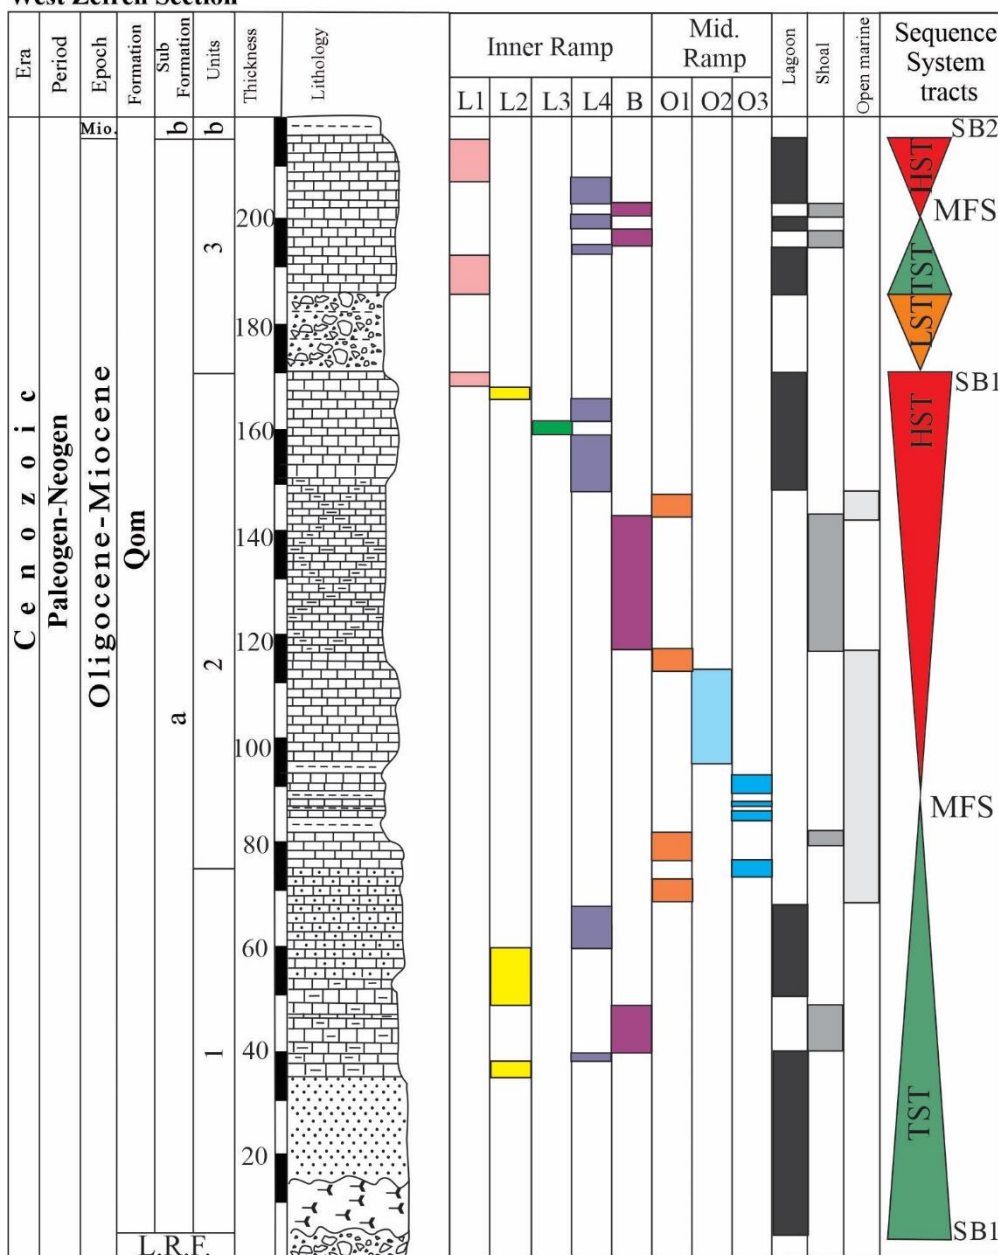 West Zefreh Section
Era
Period
Epoch
Formation
Sub Formation
Units
Thickness
Lithology
Inner Ramp
Mid. Ramp
L1 L2 L3 L4 B O1 O2 O3
Lagoon
Shoal
Open marine
Sequence
System
tracts
Mio.
b
b
SB2
HST
200
MFS
3
TST
LST
180
SB1
HST
160
Cenozoic
Paleogen-Neogen
Oligocene-Miocene
Qom
140
120
2
a
100
MFS
80
60
1
40
TST
20
SB1
L.R.F.